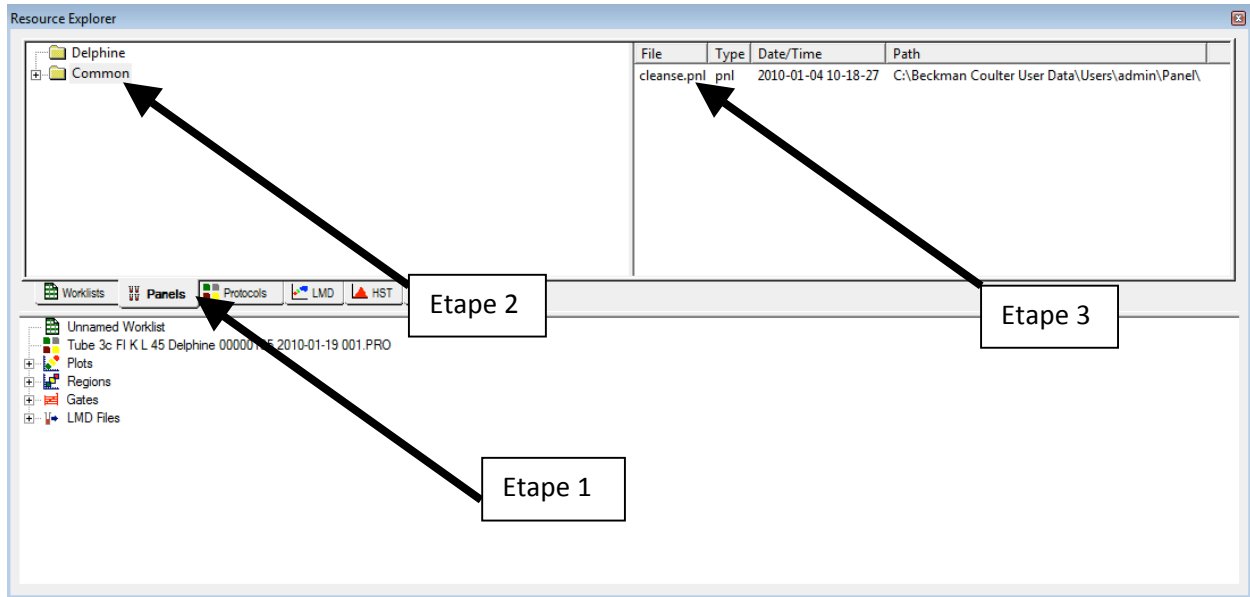 Resource Explorer
Delphine
Common
File Type Date/Time Path
cleanse.pnl pnl 2010-01-04 10-18-27 C:\Beckman Coulter User Data\Users\admin\Panel\
Worklists Panels Protocols LMD HST
Etape 2
Etape 3
Unnamed Worklist
Tube 3c FI K L 45 Delphine 2010-01-19 001.PRO
Plots
Regions
Gates
LMD Files
Etape 1